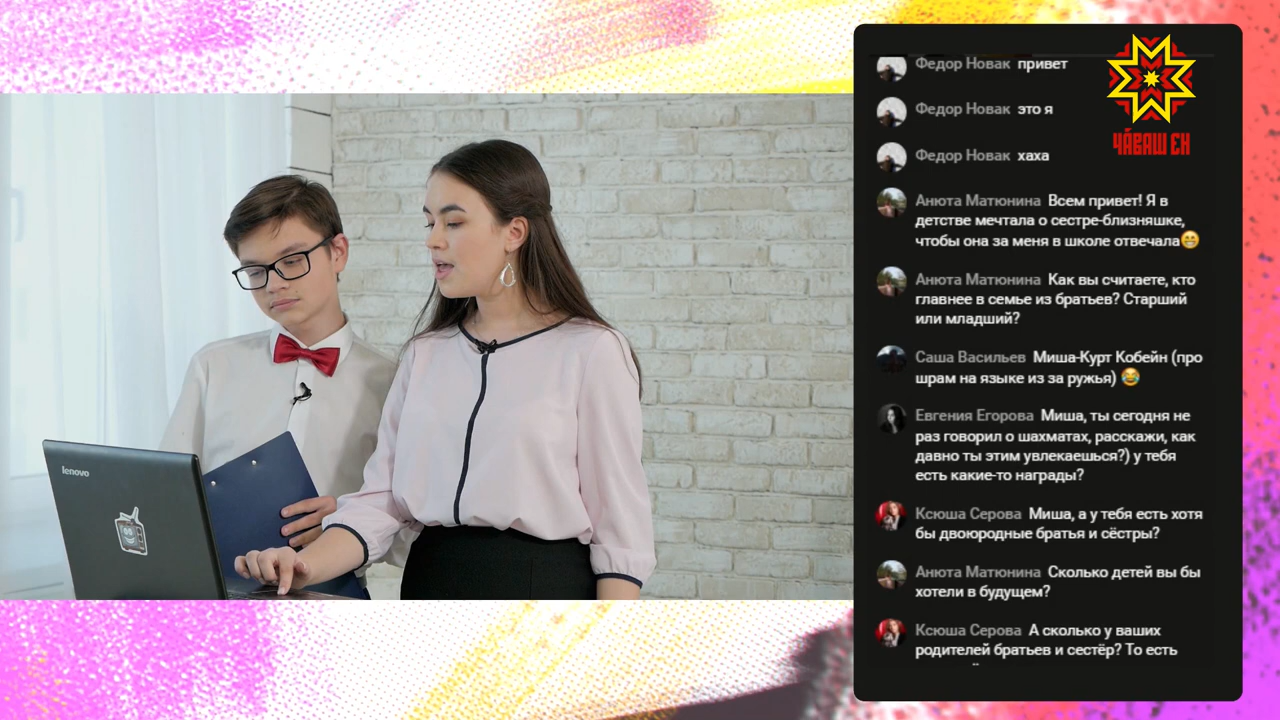 lenovo
ЧӐВАШ ЕН
Федор Новак привет
Федор Новак это я
Федор Новак хаха
Анюта Матюнина Всем привет! Я в
детстве мечтала о сестре-близняшке,
чтобы она за меня в школе отвечала😁
Анюта Матюнина Как вы считаете, кто
главнее в семье из братьев? Старший
или младший?
Саша Васильев Миша-Курт Кобейн (про
шрам на языке из за ружья) 😂
Евгения Егорова Миша, ты сегодня не
раз говорил о шахматах, расскажи, как
давно ты этим увлекаешься?) у тебя
есть какие-то награды?
Ксюша Серова Миша, а у тебя есть хотя
бы двоюродные братья и сёстры?
Анюта Матюнина Сколько детей вы бы
хотели в будущем?
Ксюша Серова А сколько у ваших
родителей братьев и сестёр? То есть